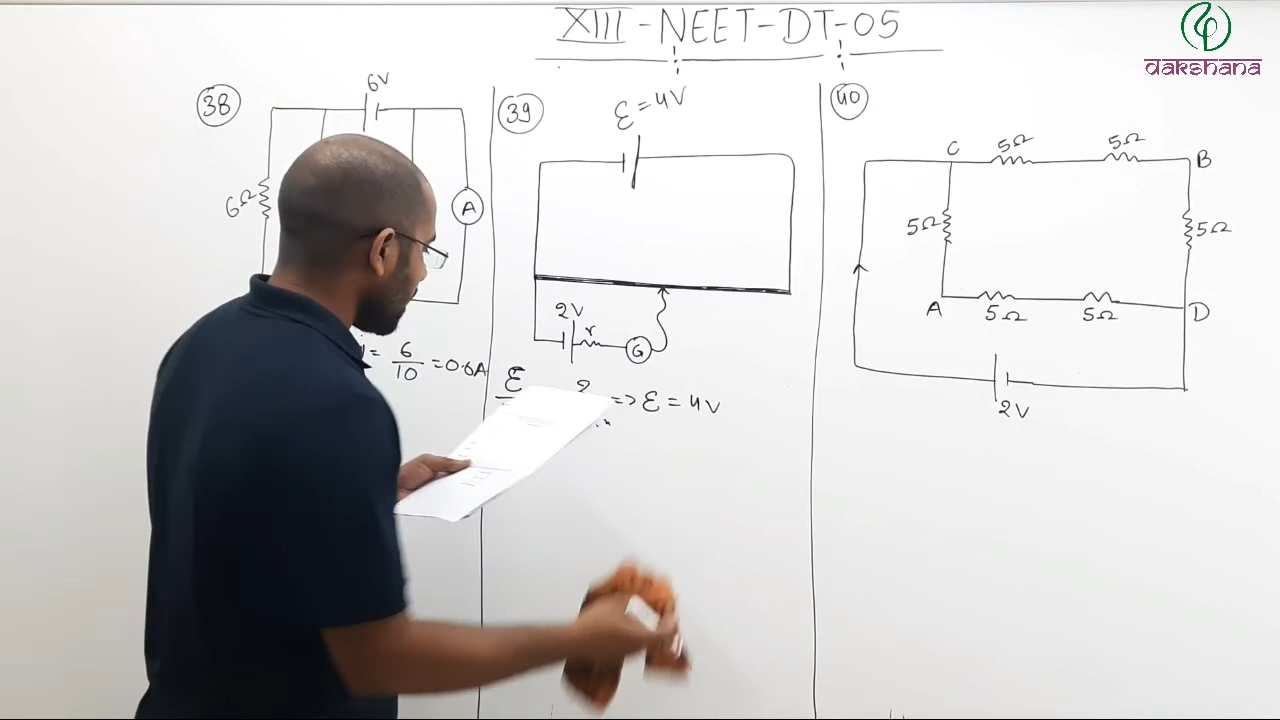 XIII-NEET-DT-05
dakshana
38
6V
6Ω
A
= 6/10 = 0.6A
39
ε = 4V
2V
r
G
ε
=> ε = 4V
40
C
5Ω
5Ω
B
5Ω
5Ω
A
5Ω
5Ω
D
2V